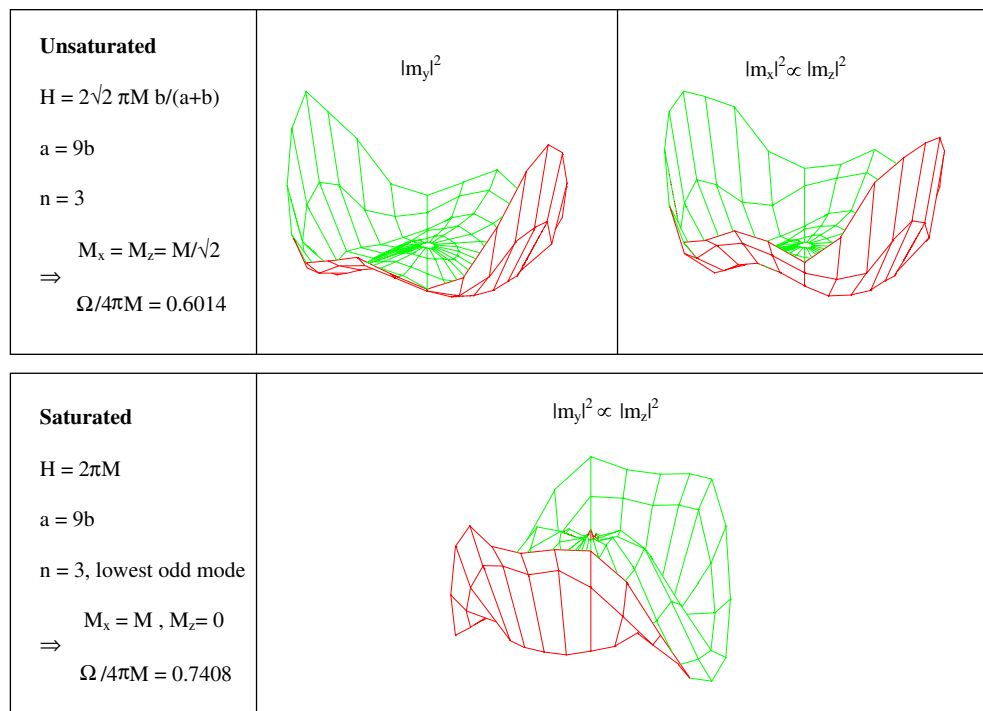 Unsaturated
H = 2√2 πM b/(a+b)
a = 9b
n = 3
M_x = M_z= M/√2
⇒
Ω/4πM = 0.6014
|m_y|²
|m_x|² ∝ |m_z|²
Saturated
H = 2πM
a = 9b
n = 3, lowest odd mode
M_x = M , M_z= 0
⇒
Ω/4πM = 0.7408
|m_y|² ∝ |m_z|²